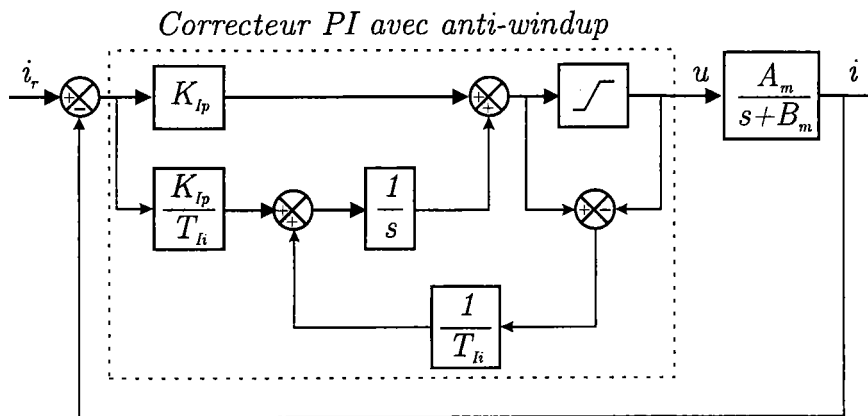 Correcteur PI avec anti-windup
i_r
+
−
K_Ip
+
+
u
A_m
s+B_m
i
K_Ip
T_Ii
+
+
1
s
+
−
1
T_Ii